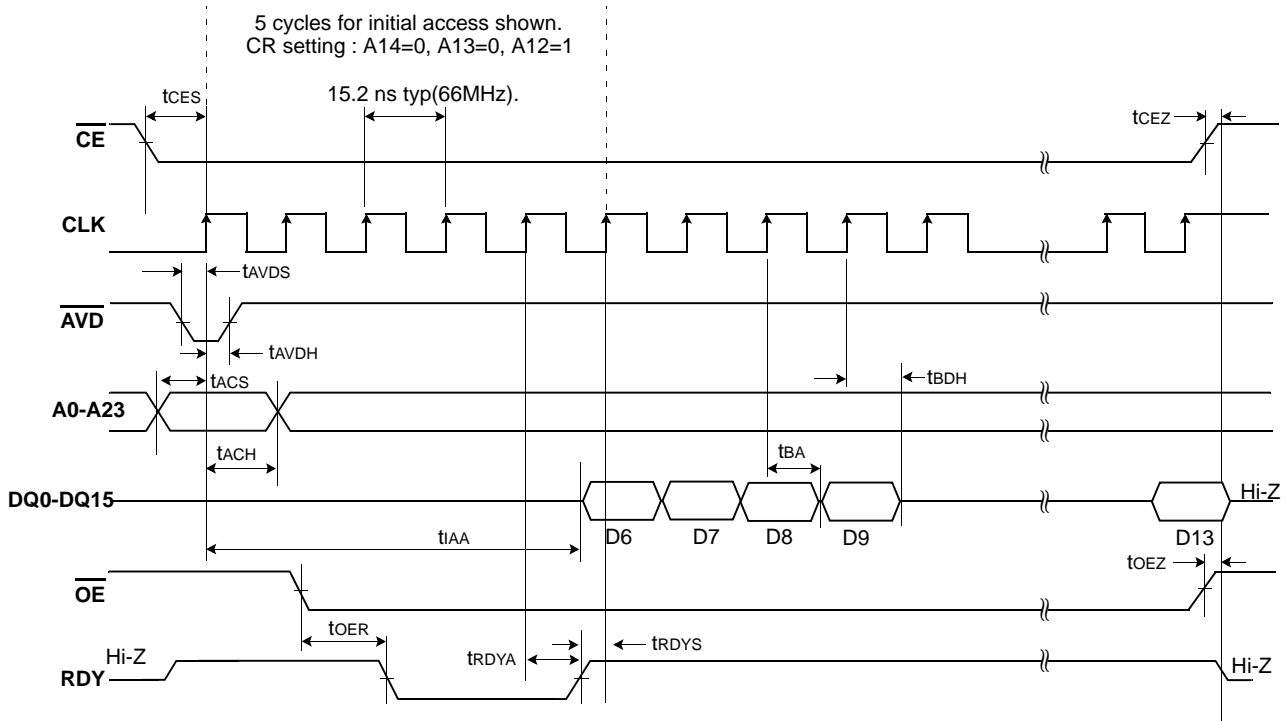 5 cycles for initial access shown.
CR setting : A14=0, A13=0, A12=1
15.2 ns typ(66MHz).
tCES
tCEZ
CE
CLK
tAVDS
AVD
tAVDH
tACS
tBDH
A0-A23
tACH
tBA
DQ0-DQ15
Hi-Z
D6 D7 D8 D9 D13
tIAA
tOEZ
OE
tOER
tRDYA
tRDYS
Hi-Z
RDY
Hi-Z